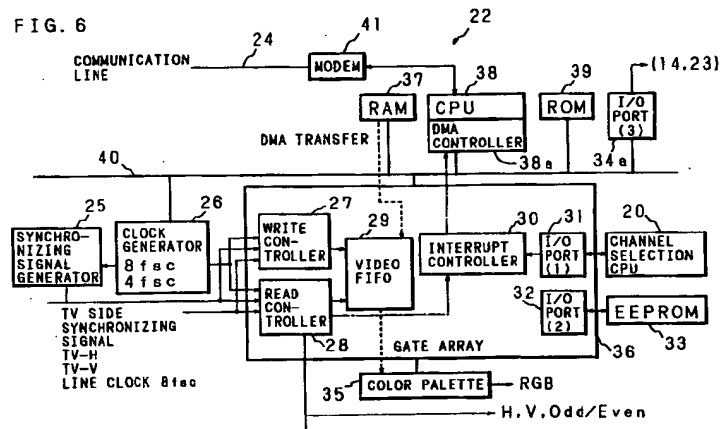 FIG. 6
22
COMMUNICATION
LINE
24
41
MODEM
37
RAM
38
CPU
DMA
CONTROLLER
38a
39
ROM
(14,23)
I/O
PORT
(3)
34a
DMA TRANSFER
40
25
SYNCHRO-
NIZING
SIGNAL
GENERATOR
26
CLOCK
GENERATOR
8fsc
4fsc
27
WRITE
CON-
TROLLER
READ
CON-
TROLLER
28
29
VIDEO
FIFO
30
INTERRUPT
CONTROLLER
31
I/O
PORT
(1)
32
I/O
PORT
(2)
20
CHANNEL
SELECTION
CPU
EEPROM
33
36
GATE ARRAY
TV SIDE
SYNCHRONIZING
SIGNAL
TV-H
TV-V
LINE CLOCK 8fsc
35
COLOR PALETTE
RGB
H.V.Odd/Even